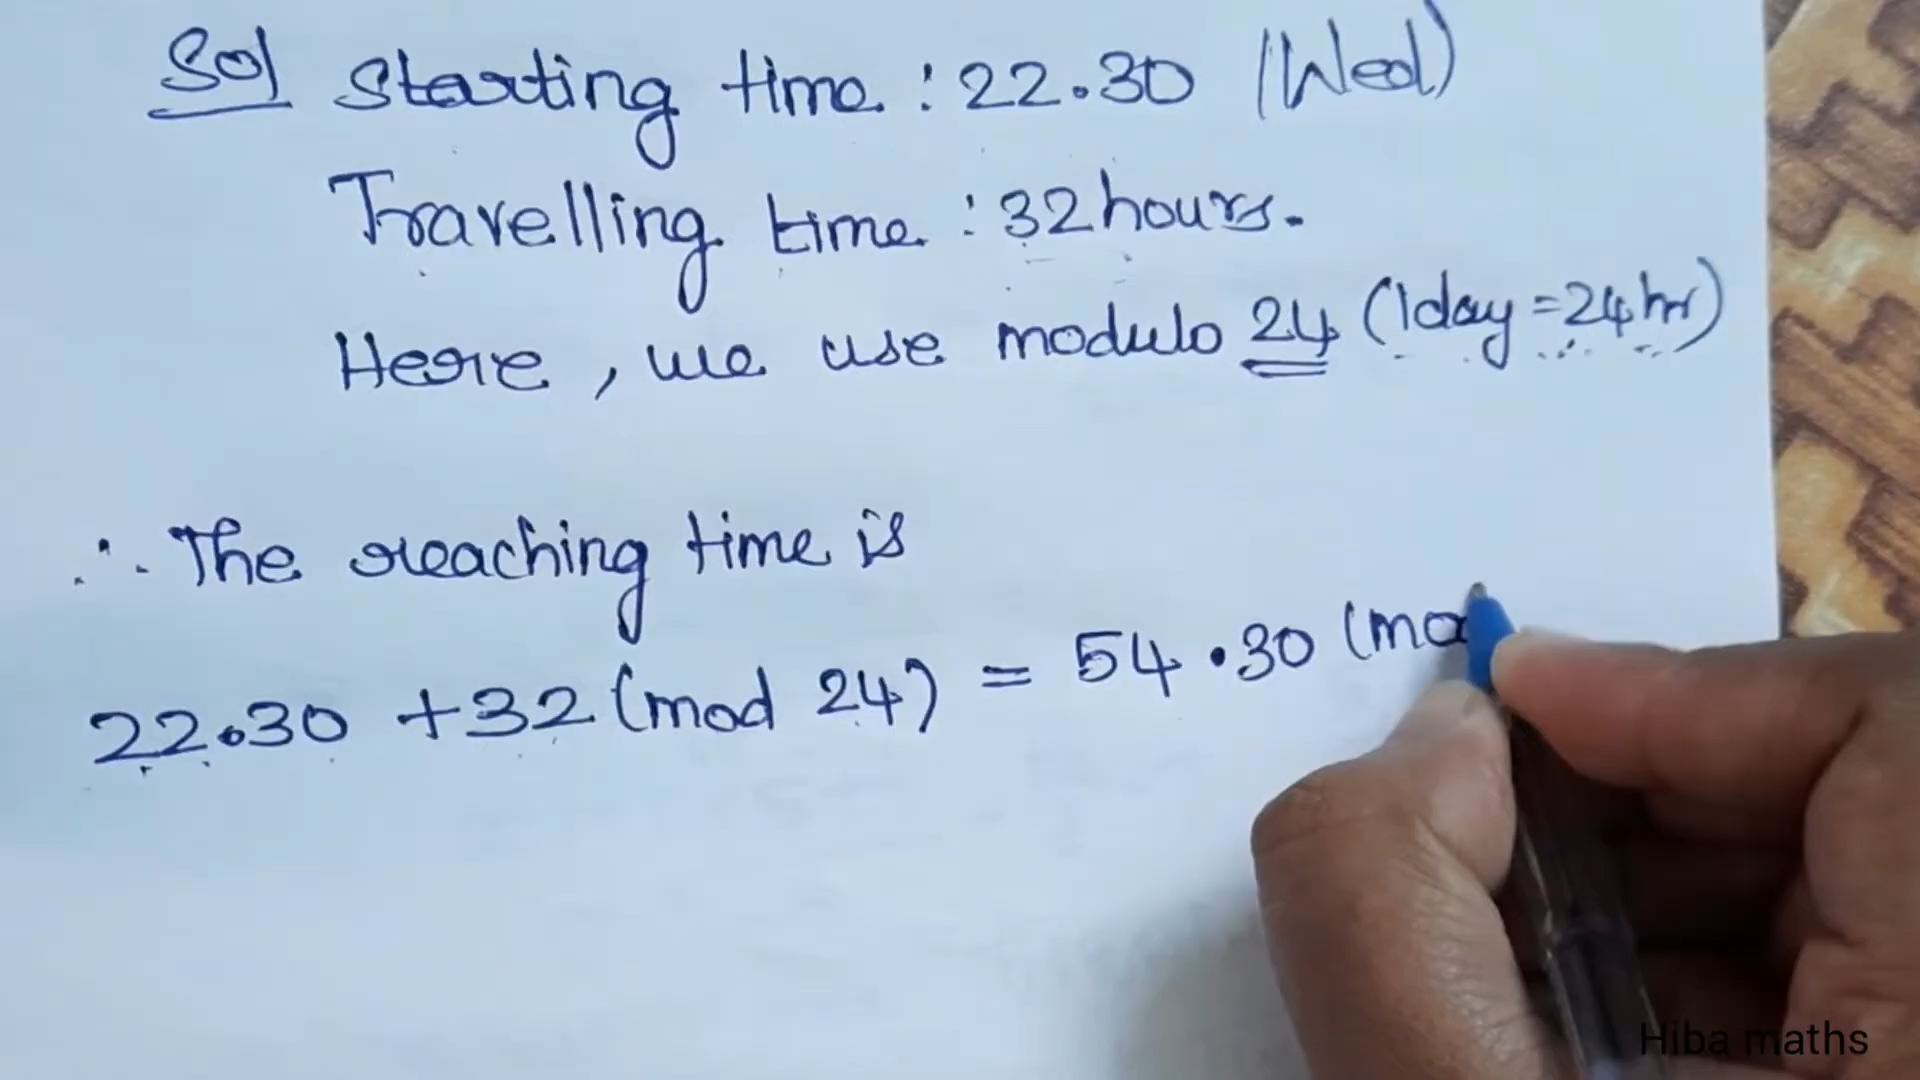 Sol Starting time : 22.30 (Wed)
Travelling time : 32 hours.
Here, we use modulo 24 (1day = 24hr)
∴ The reaching time is
22.30 + 32 (mod 24) = 54.30 (mo
Hiba maths